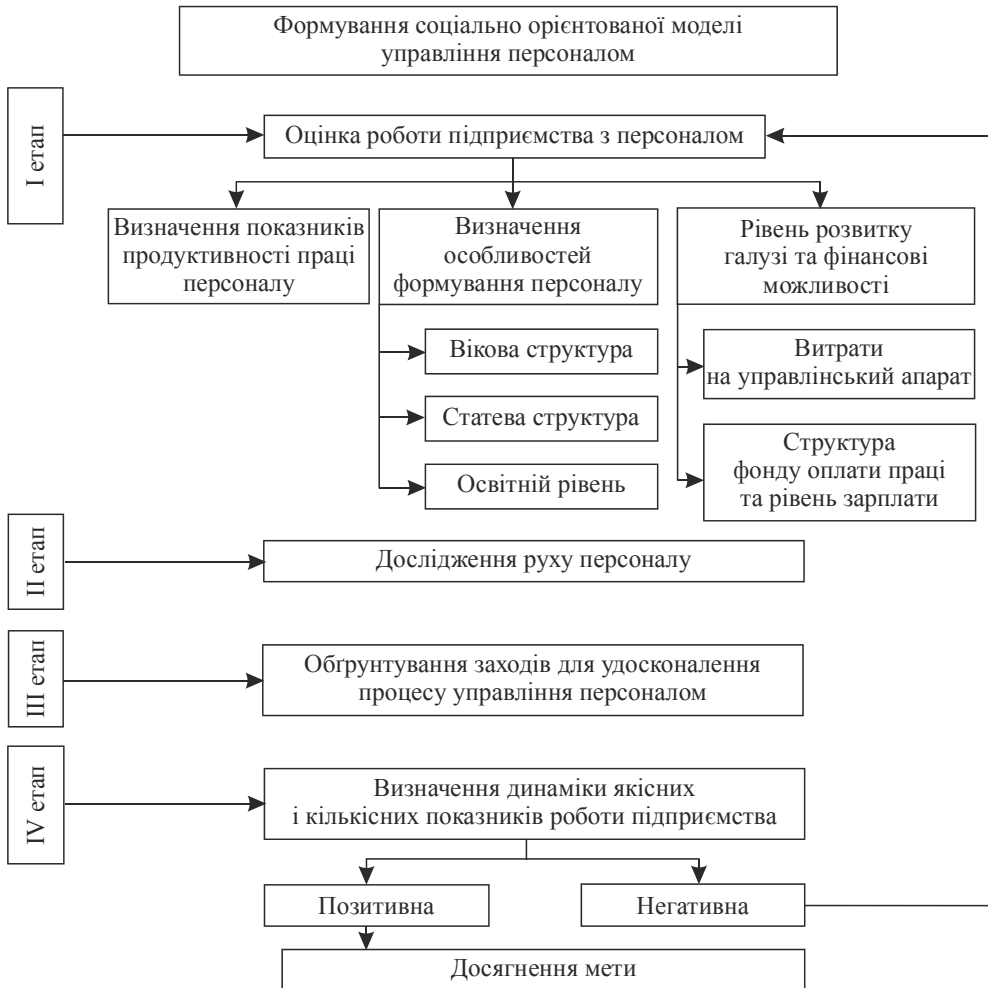 Формування соціально орієнтованої моделі
управління персоналом
І етап
Оцінка роботи підприємства з персоналом
Визначення показників
продуктивності праці
персоналу
Визначення
особливостей
формування персоналу
Рівень розвитку
галузі та фінансові
можливості
Вікова структура
Статева структура
Освітній рівень
Витрати
на управлінський апарат
Структура
фонду оплати праці
та рівень зарплати
ІІ етап
Дослідження руху персоналу
ІІІ етап
Обґрунтування заходів для удосконалення
процесу управління персоналом
IV етап
Визначення динаміки якісних
і кількісних показників роботи підприємства
Позитивна
Негативна
Досягнення мети